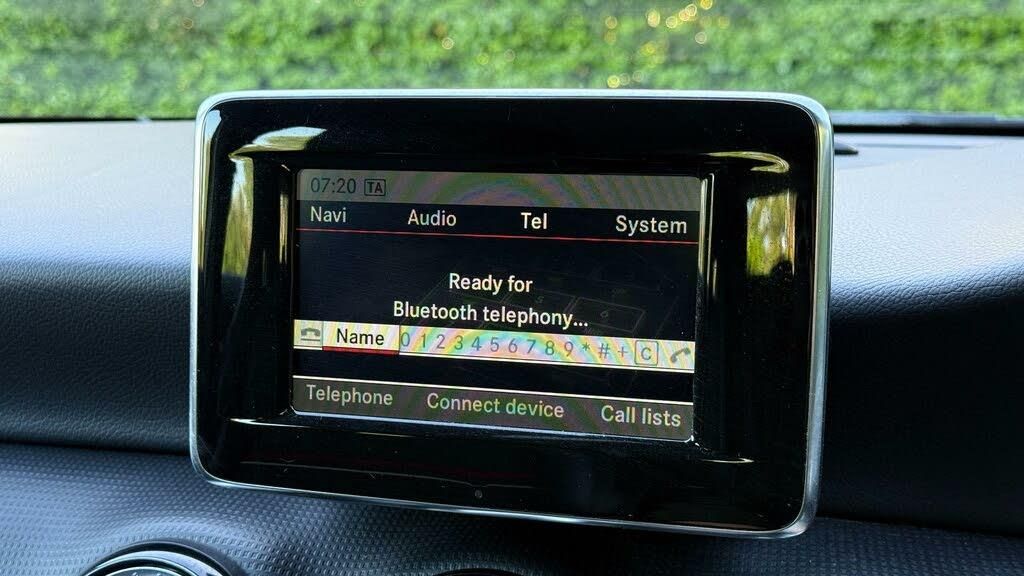 07:20 TA
Navi Audio Tel System
Ready for
Bluetooth telephony...
Name 0 1 2 3 4 5 6 7 8 9 * # + C
Telephone Connect device Call lists